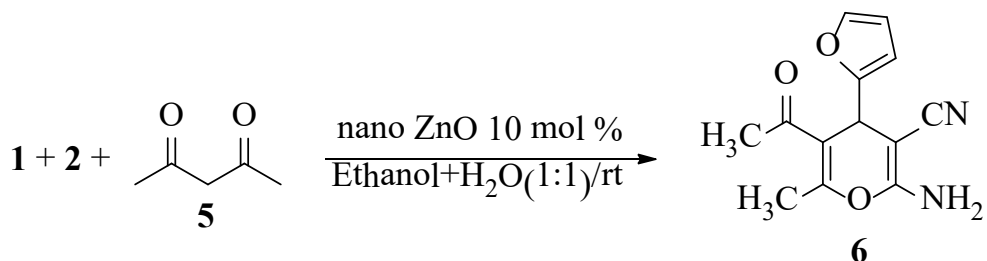 O
O
O
O
CN
H₃C
1 + 2 +
nano ZnO 10 mol %
Ethanol+H₂O(1:1)/rt
H₃C
O
NH₂
5
6